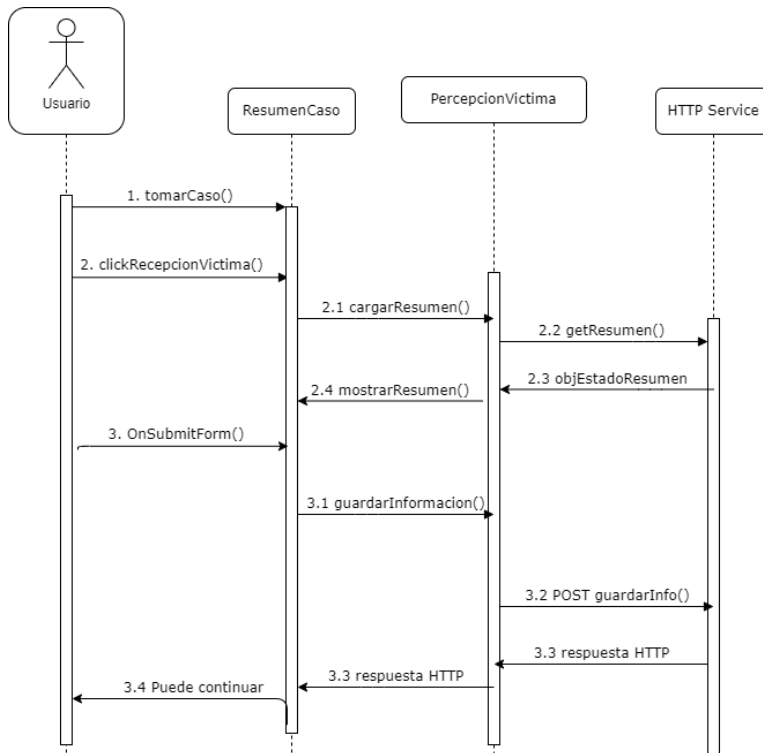 Usuario
ResumenCaso
PercepcionVictima
HTTP Service
1. tomarCaso()
2. clickRecepcionVictima()
2.1 cargarResumen()
2.2 getResumen()
2.3 objEstadoResumen
2.4 mostrarResumen()
3. OnSubmitForm()
3.1 guardarInformacion()
3.2 POST guardarInfo()
3.3 respuesta HTTP
3.3 respuesta HTTP
3.4 Puede continuar